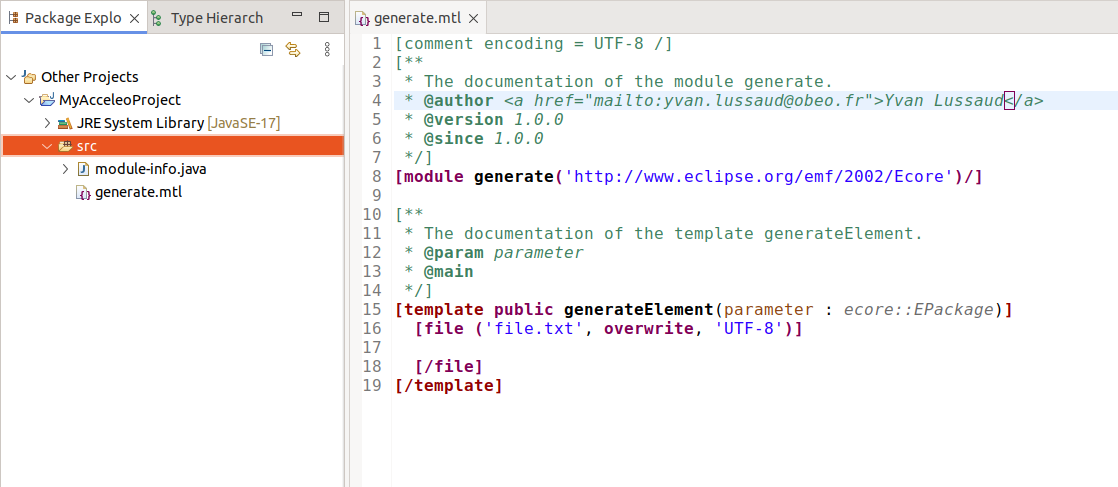 Package Explo
Type Hierarch
Other Projects
MyAcceleoProject
JRE System Library [JavaSE-17]
src
module-info.java
generate.mtl
generate.mtl
1 [comment encoding = UTF-8 /]
2 [**
3  * The documentation of the module generate.
4  * @author <a href="mailto:yvan.lussaud@obeo.fr">Yvan Lussaud</a>
5  * @version 1.0.0
6  * @since 1.0.0
7  */]
8 [module generate('http://www.eclipse.org/emf/2002/Ecore')/]
9
10 [**
11  * The documentation of the template generateElement.
12  * @param parameter
13  * @main
14  */]
15 [template public generateElement(parameter : ecore::EPackage)]
16   [file ('file.txt', overwrite, 'UTF-8')]
17
18   [/file]
19 [/template]